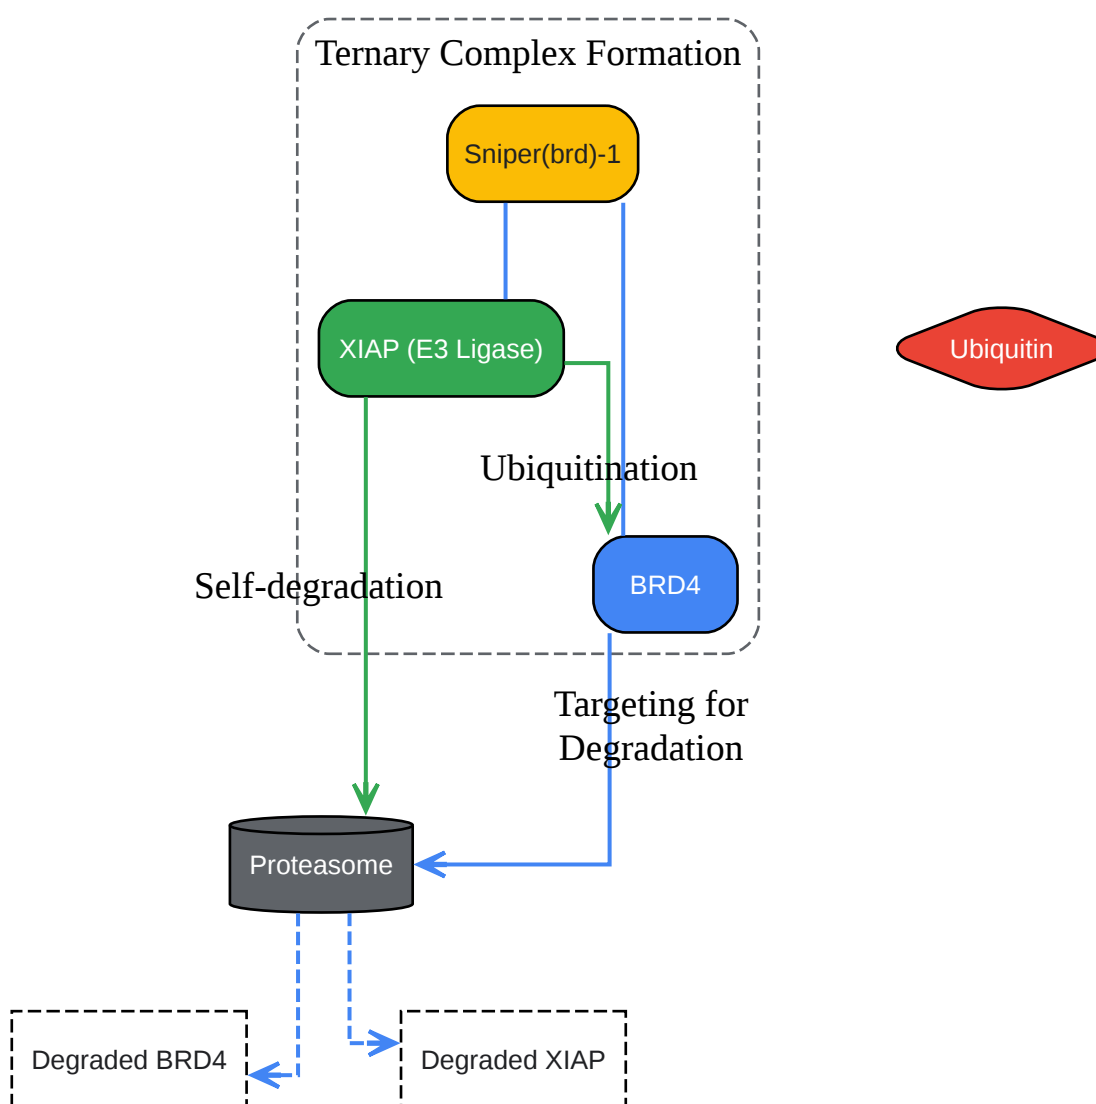 Ternary Complex Formation
Sniper(brd)-1
XIAP (E3 Ligase)
Ubiquitin
Ubiquitination
Self-degradation
BRD4
Targeting for
Degradation
Proteasome
Degraded BRD4
Degraded XIAP